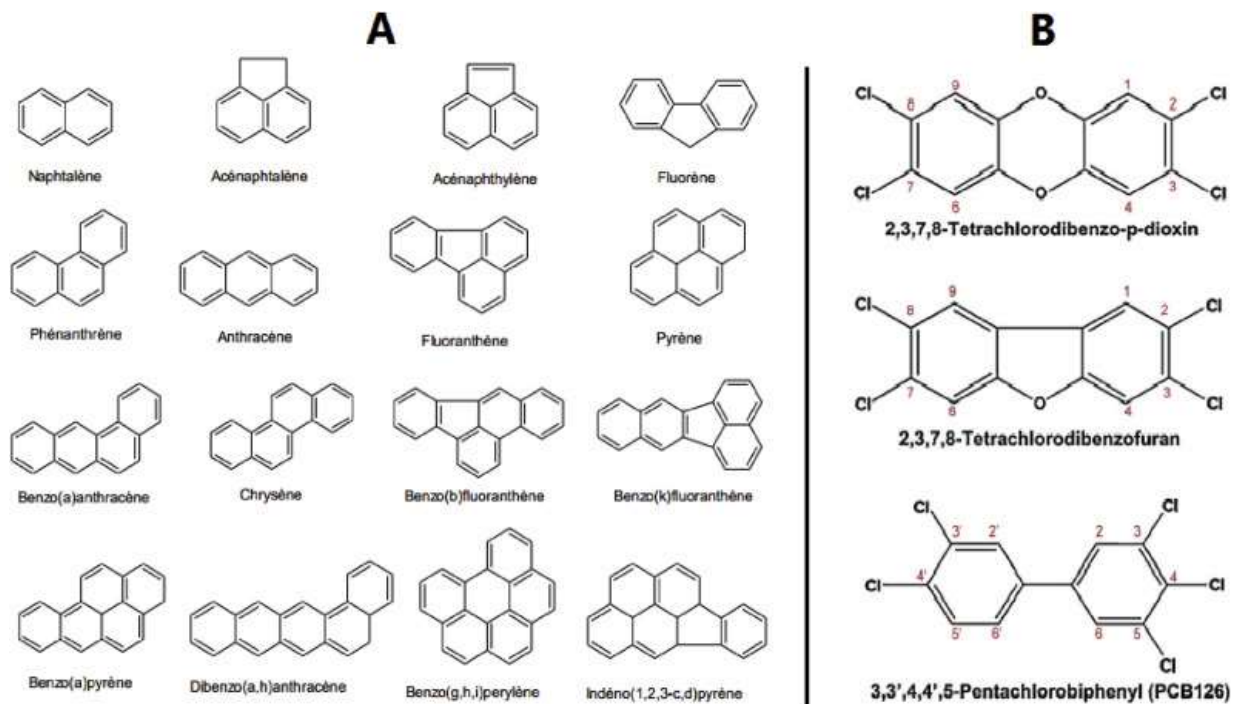 A
Naphtalène
Acénaphtalène
Acénaphthylène
Fluorène
Phénanthrène
Anthracène
Fluoranthène
Pyrène
Benzo(a)anthracène
Chrysène
Benzo(b)fluoranthène
Benzo(k)fluoranthène
Benzo(a)pyrène
Dibenzo(a,h)anthracène
Benzo(g,h,i)perylène
Indéno(1,2,3-c,d)pyrène
B
Cl 9 O 1 Cl
8 2
7 3
Cl 6 O 4 Cl
2,3,7,8-Tetrachlorodibenzo-p-dioxin
Cl 9 1 Cl
8 2
7 3
Cl 6 O 4 Cl
2,3,7,8-Tetrachlorodibenzofuran
Cl Cl
3' 2' 2 3
Cl 4' 4 Cl
5' 6' 6 5
Cl
3,3',4,4',5-Pentachlorobiphenyl (PCB126)